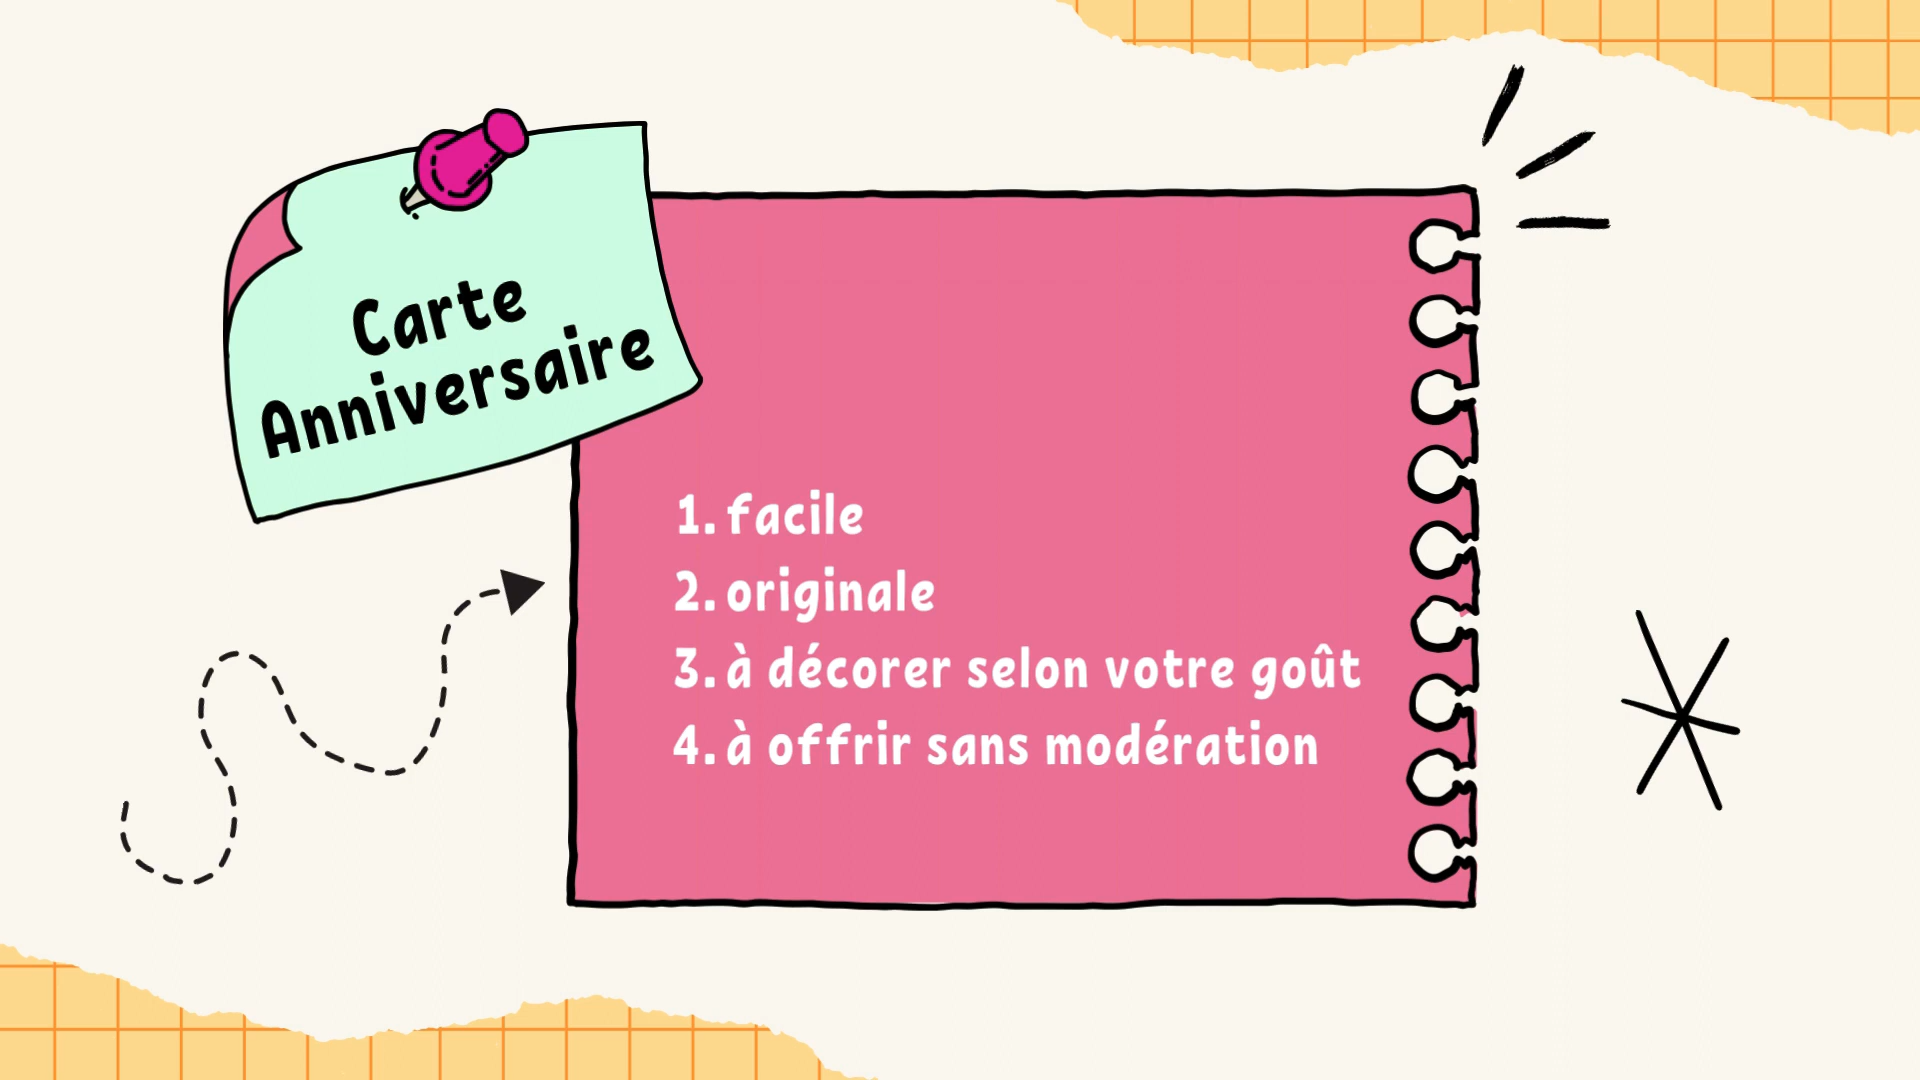 Carte
Anniversaire
1. facile
2. originale
3. à décorer selon votre goût
4. à offrir sans modération